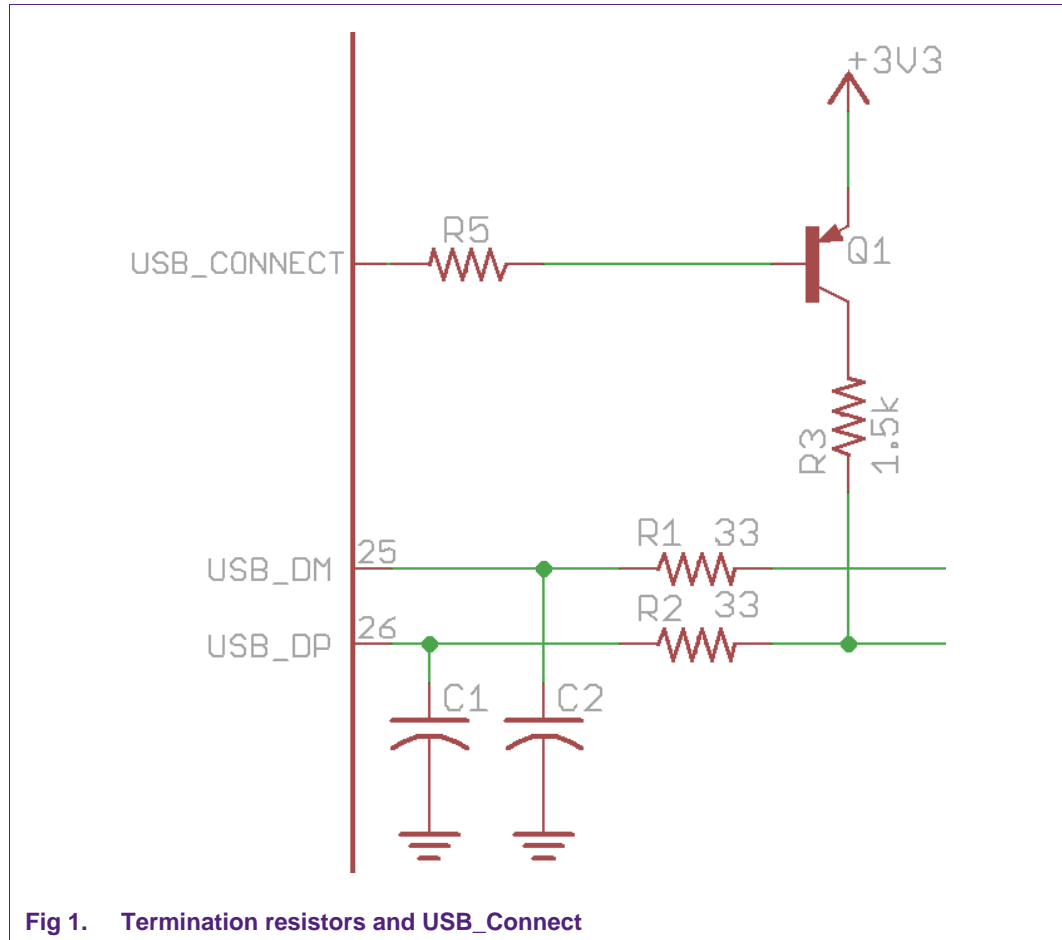 +3V3
R5
Q1
USB_CONNECT
R3
1.5k
25
R1 33
USB_DM
26
R2 33
USB_DP
C1 C2
Fig 1. Termination resistors and USB_Connect